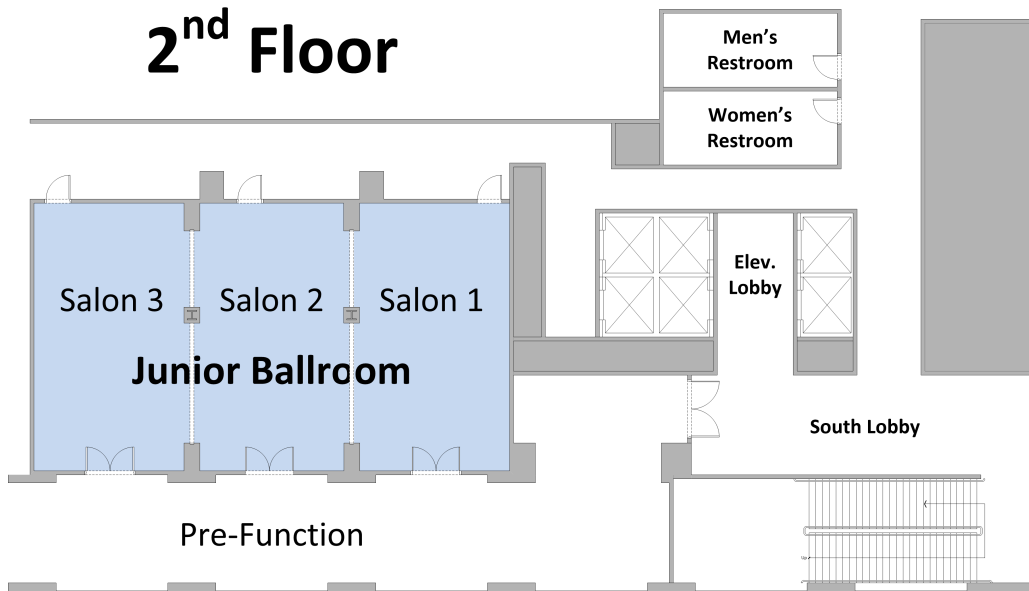 2nd Floor
Men's
Restroom
Women's
Restroom
Elev.
Lobby
Salon 3
Salon 2
Salon 1
Junior Ballroom
South Lobby
Pre-Function
Up